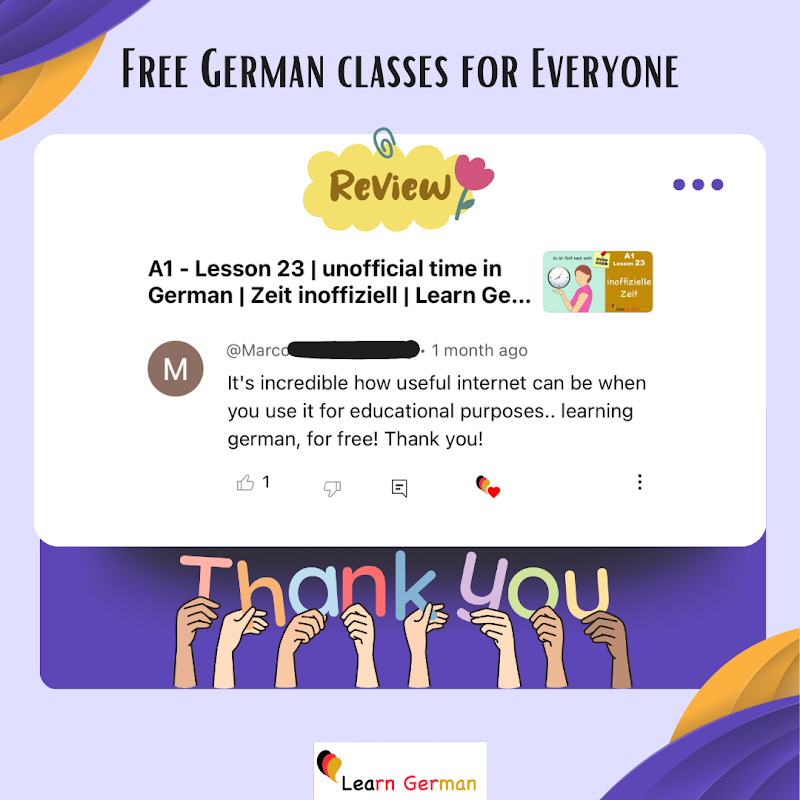 Free German classes for Everyone
Review
A1 - Lesson 23 | unofficial time in
German | Zeit inoffiziell | Learn Ge...
A1
Lesson 23
inoffizielle
Zeit
@Marco
• 1 month ago
M
It's incredible how useful internet can be when
you use it for educational purposes.. learning
german, for free! Thank you!
1
Thank you
Learn German